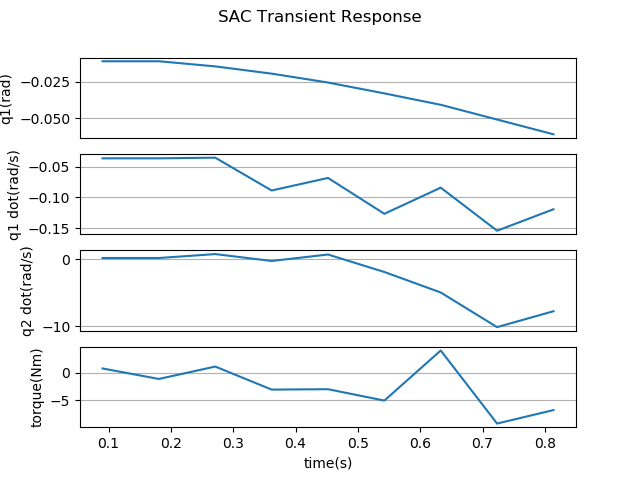 SAC Transient Response
q1(rad)
−0.025
−0.050
q1 dot(rad/s)
−0.05
−0.10
−0.15
q2 dot(rad/s)
0
−10
torque(Nm)
0
−5
0.1 0.2 0.3 0.4 0.5 0.6 0.7 0.8
time(s)